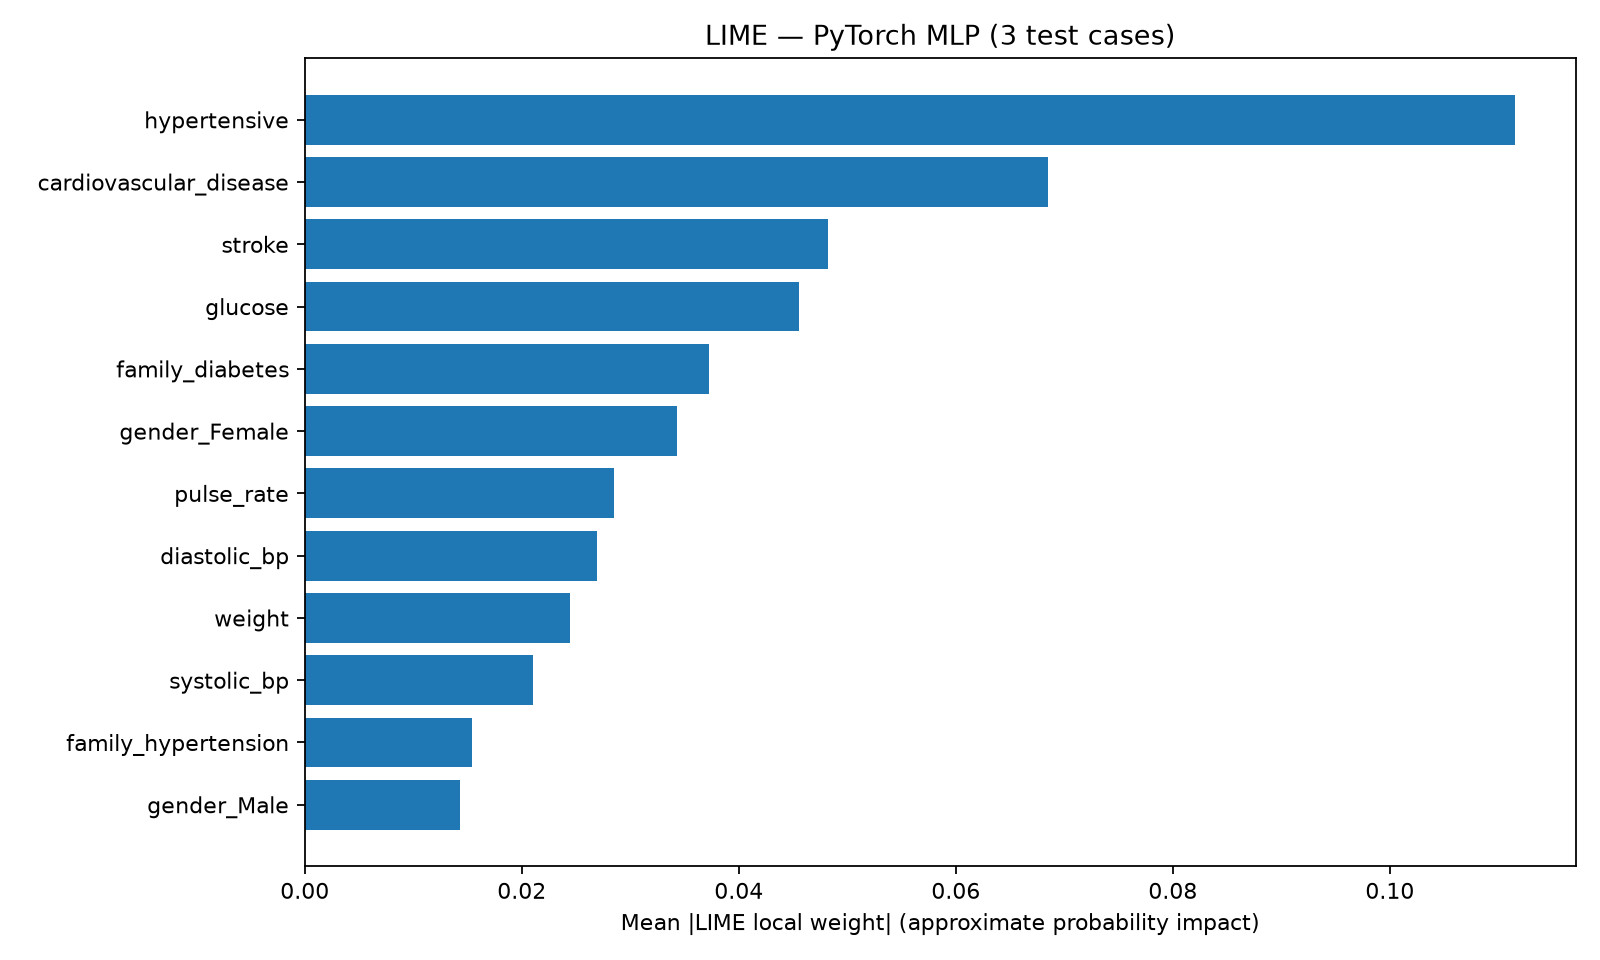 LIME — PyTorch MLP (3 test cases)
hypertensive
cardiovascular_disease
stroke
glucose
family_diabetes
gender_Female
pulse_rate
diastolic_bp
weight
systolic_bp
family_hypertension
gender_Male
0.00 0.02 0.04 0.06 0.08 0.10
Mean |LIME local weight| (approximate probability impact)